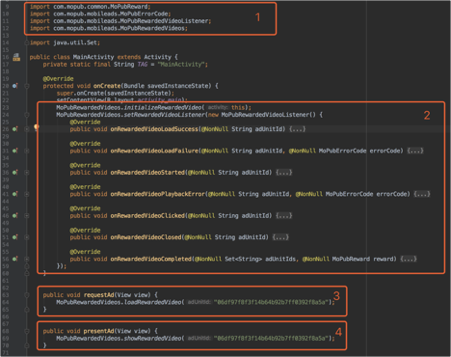 import com.mopub.common.MoPubReward;
import com.mopub.mobileads.MoPubErrorCode;
import com.mopub.mobileads.MoPubRewardedVideoListener;
import com.mopub.mobileads.MoPubRewardedVideos;
1
import java.util.Set;
public class MainActivity extends Activity {
private static final String TAG = "MainActivity";
@Override
protected void onCreate(Bundle savedInstanceState) {
super.onCreate(savedInstanceState);
setContentView(R.layout.activity_main);
MoPubRewardedVideos.initializeRewardedVideo( activity: this);
MoPubRewardedVideos.setRewardedVideoListener(new MoPubRewardedVideoListener() {
2
@Override
public void onRewardedVideoLoadSuccess(@NonNull String adUnitId) {...}
@Override
public void onRewardedVideoLoadFailure(@NonNull String adUnitId, @NonNull MoPubErrorCode errorCode) {...}
@Override
public void onRewardedVideoStarted(@NonNull String adUnitId) {...}
@Override
public void onRewardedVideoPlaybackError(@NonNull String adUnitId, @NonNull MoPubErrorCode errorCode) {...}
@Override
public void onRewardedVideoClicked(@NonNull String adUnitId) {...}
@Override
public void onRewardedVideoClosed(@NonNull String adUnitId) {...}
@Override
public void onRewardedVideoCompleted(@NonNull Set<String> adUnitIds, @NonNull MoPubReward reward) {...}
});
}
public void requestAd(View view) {
3
MoPubRewardedVideos.loadRewardedVideo( adUnitId:
}
public void presentAd(View view) {
4
MoPubRewardedVideos.showRewardedVideo( adUnitId:
}